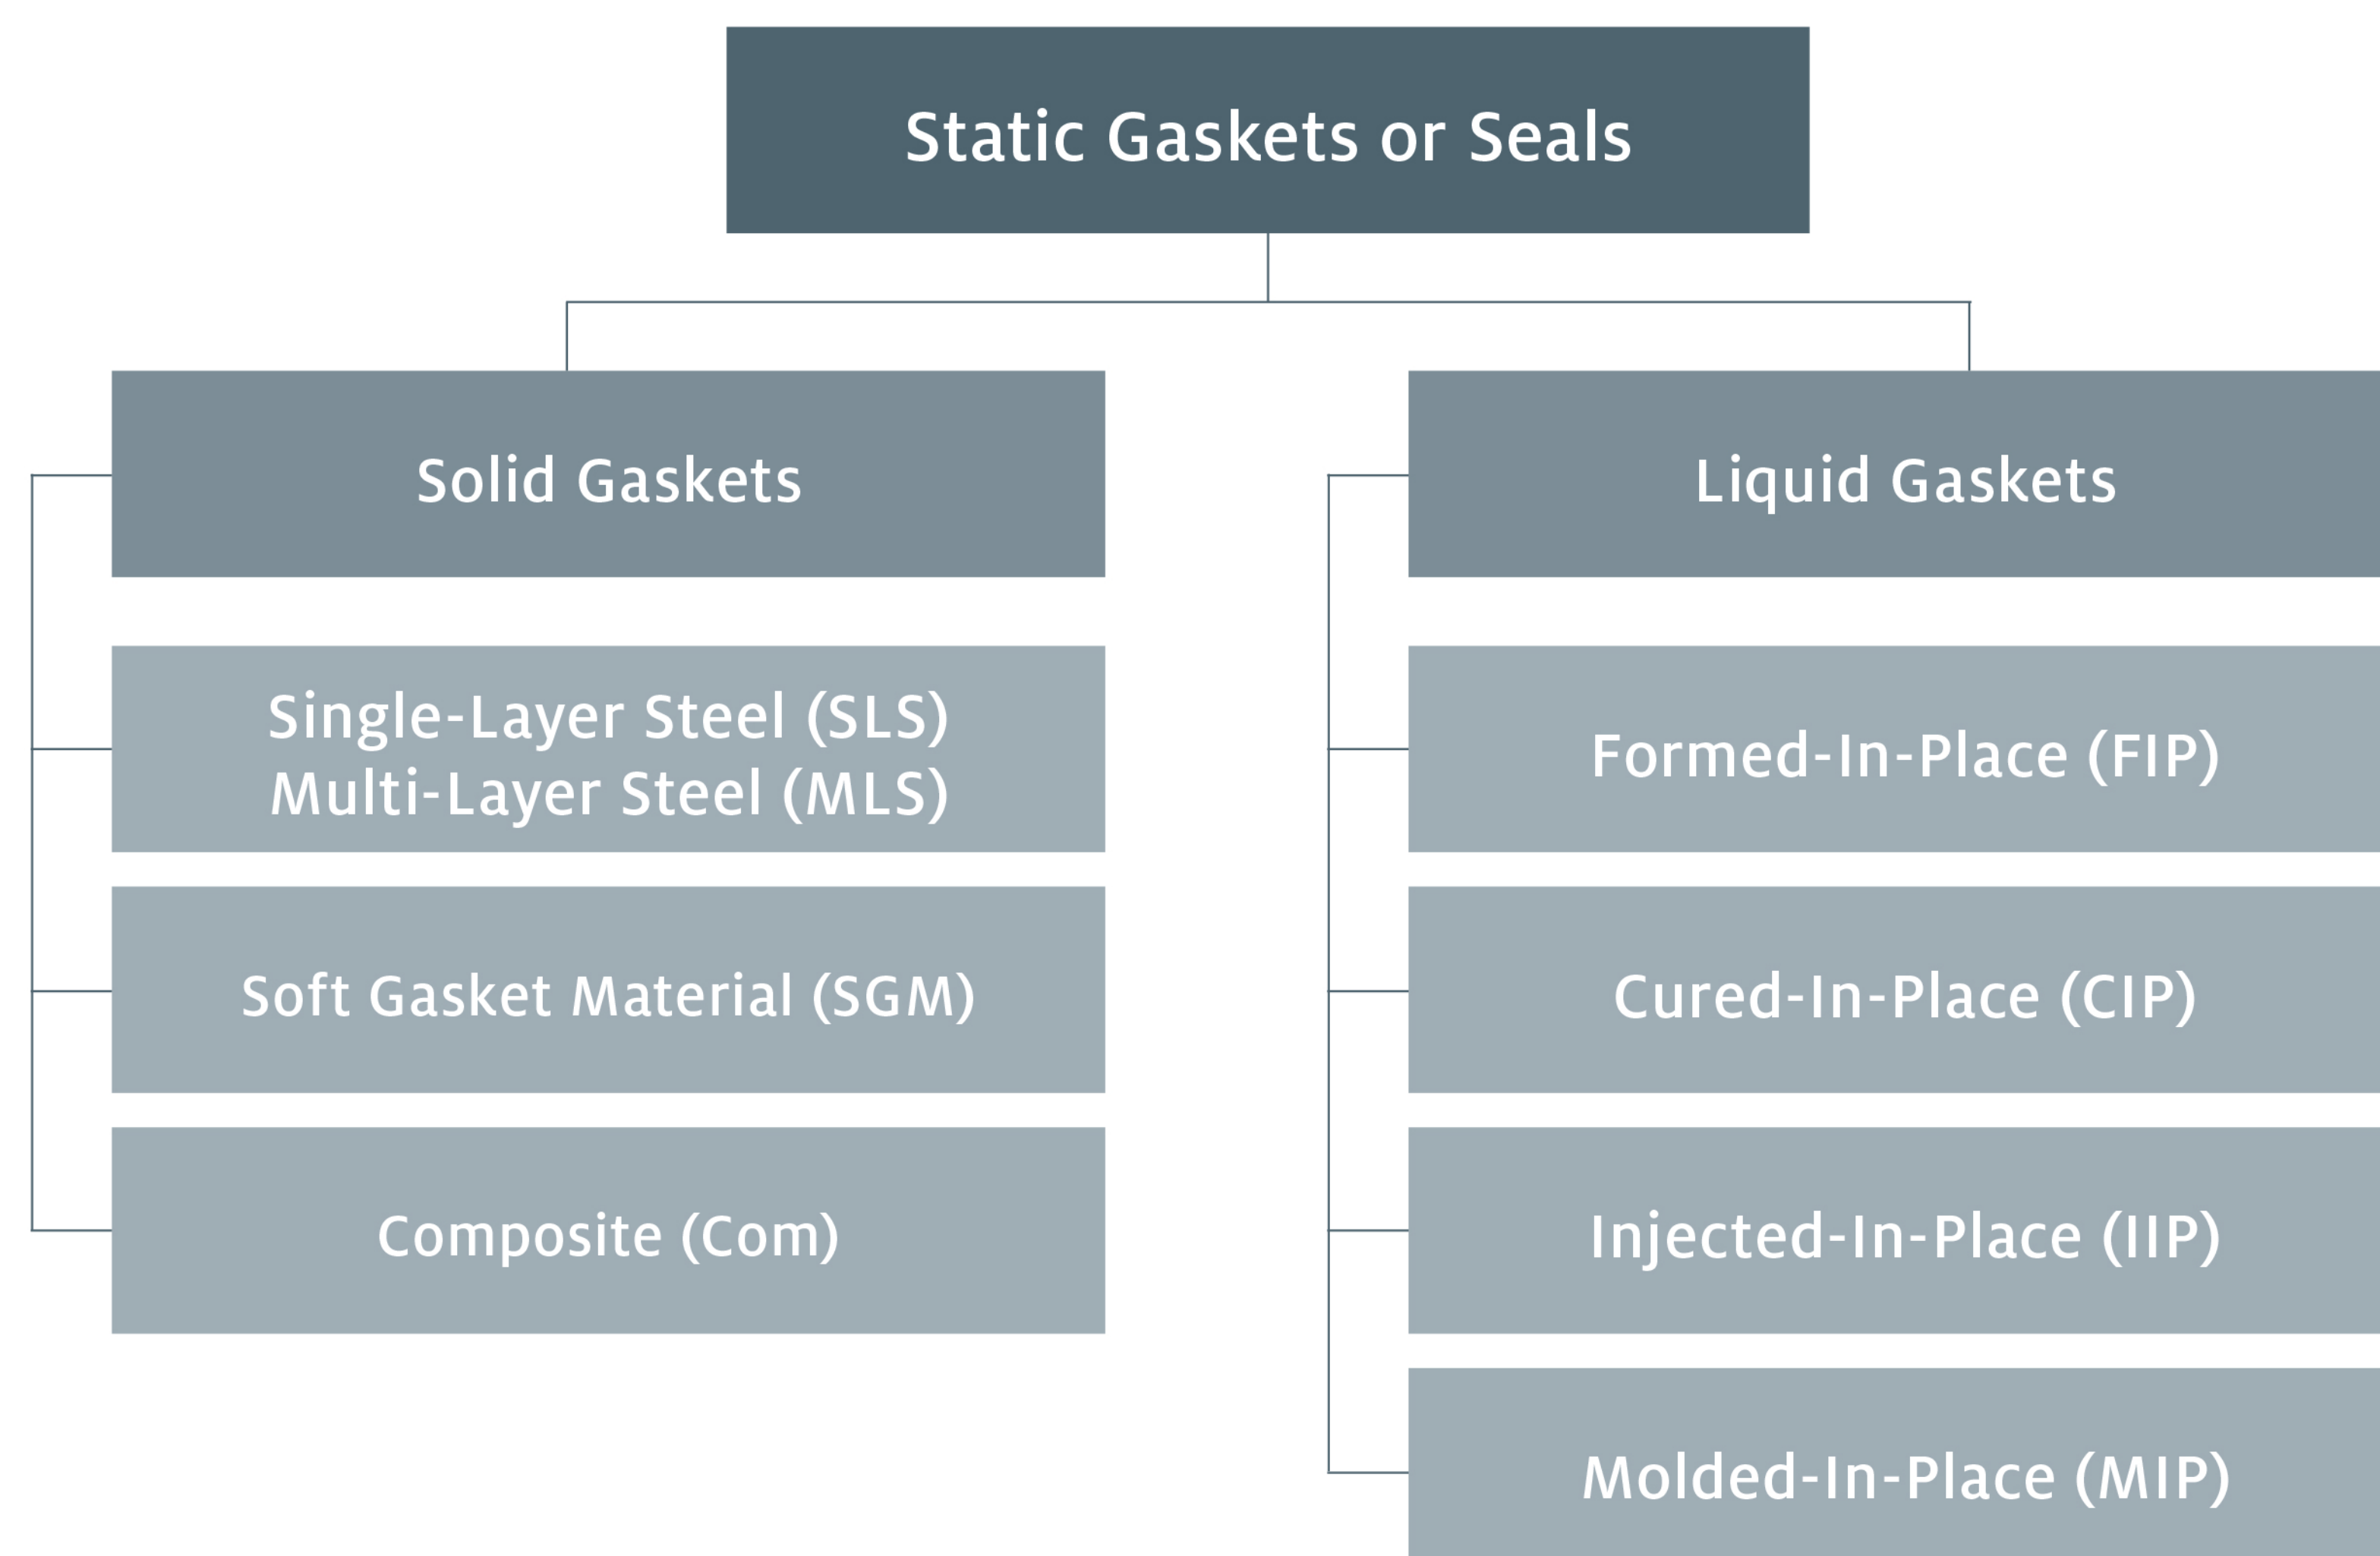 Static Gaskets or Seals
Solid Gaskets
Single-Layer Steel (SLS)
Multi-Layer Steel (MLS)
Soft Gasket Material (SGM)
Composite (Com)
Liquid Gaskets
Formed-In-Place (FIP)
Cured-In-Place (CIP)
Injected-In-Place (IIP)
Molded-In-Place (MIP)